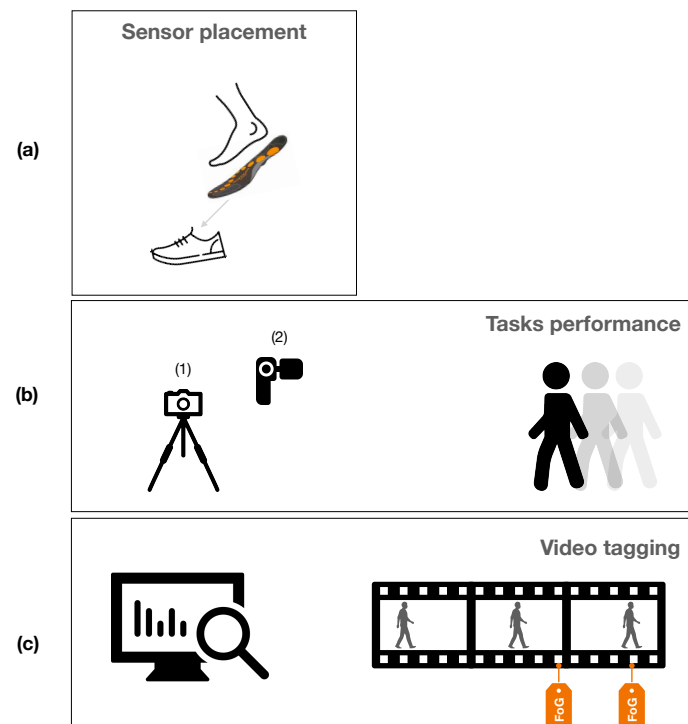 Sensor placement
(a)
Tasks performance
(2)
(1)
(b)
Video tagging
(c)
FoG
FoG